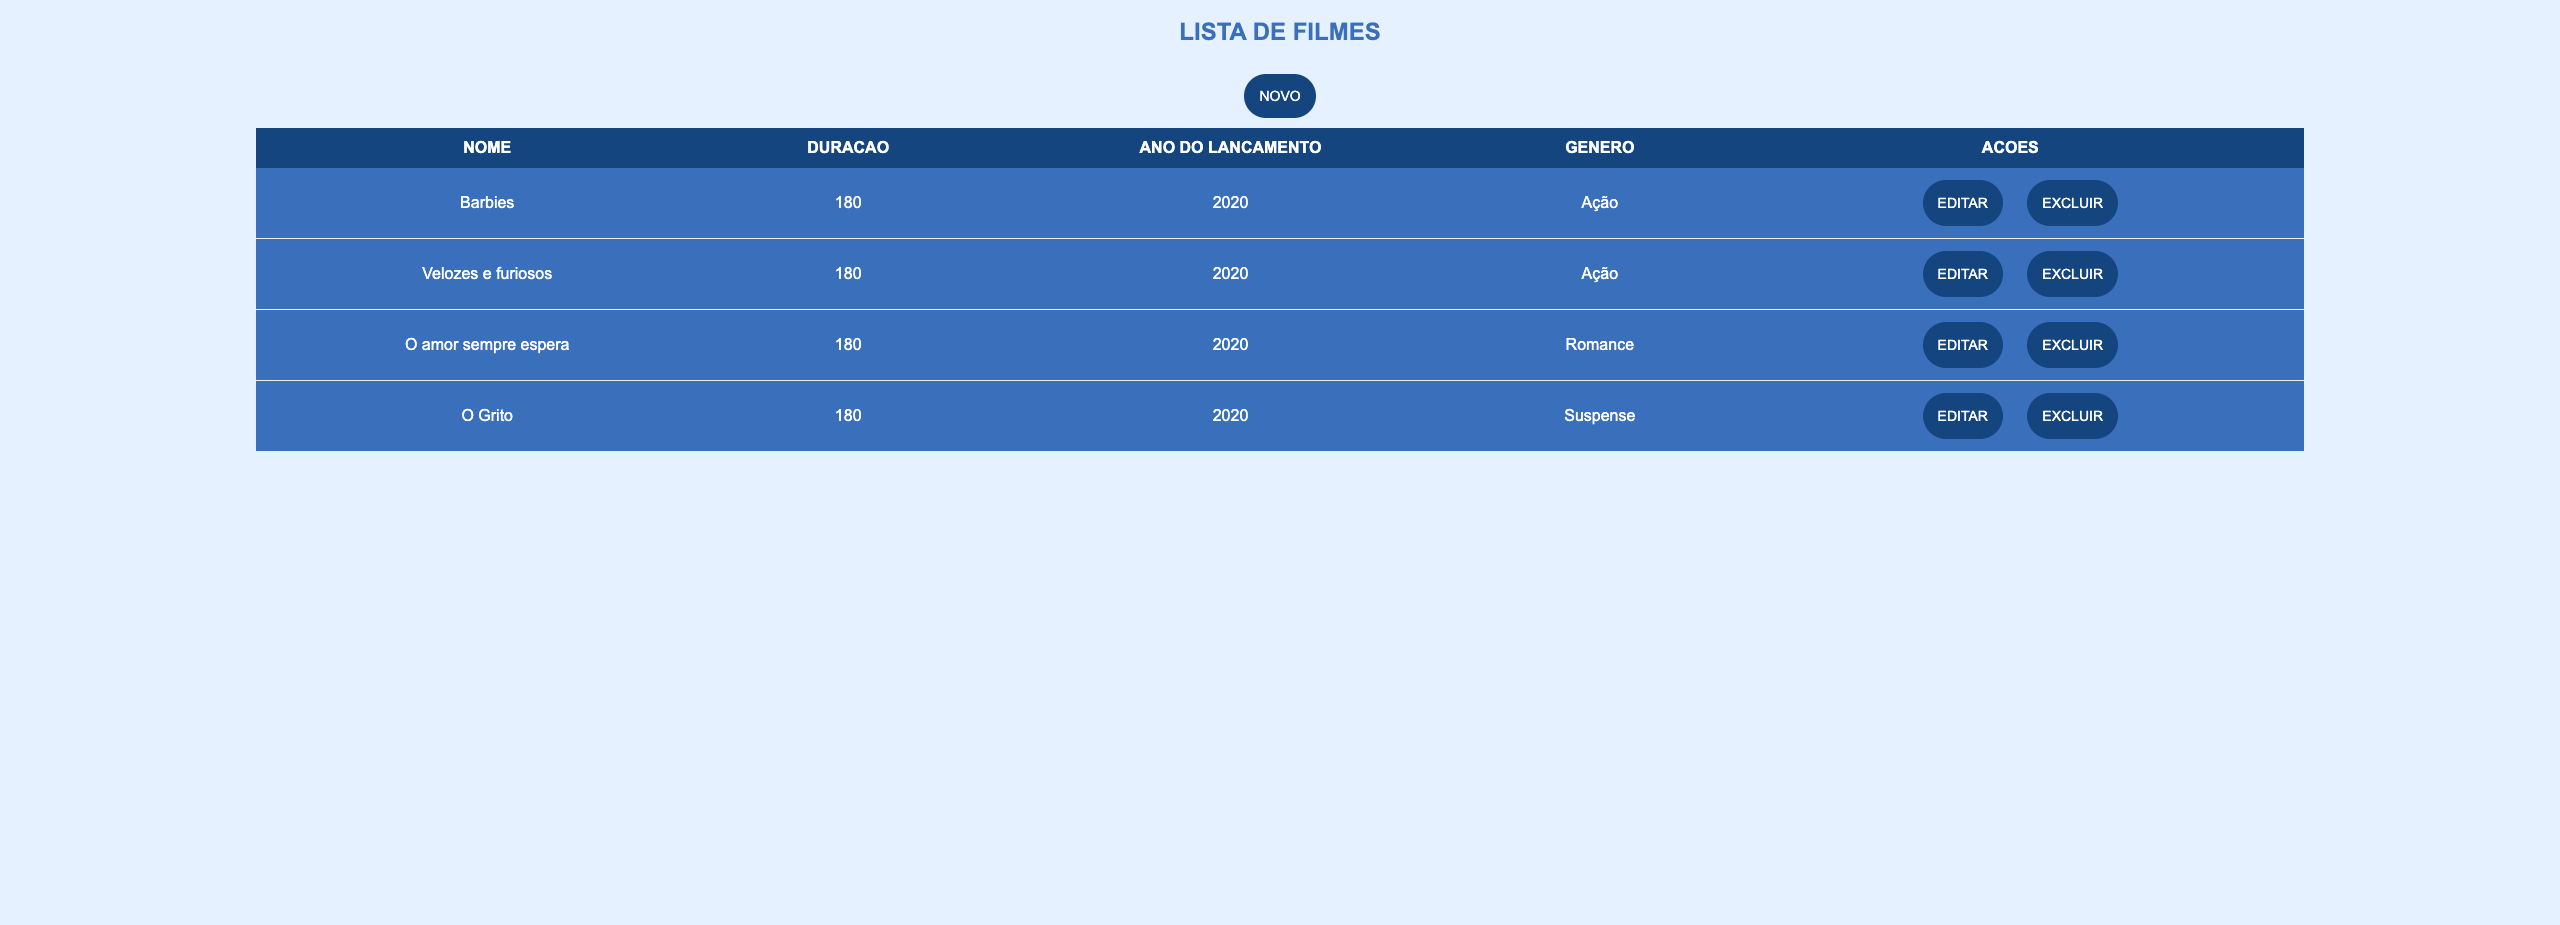 LISTA DE FILMES
NOVO
NOME DURACAO ANO DO LANCAMENTO GENERO ACOES
Barbies 180 2020 Ação EDITAR EXCLUIR
Velozes e furiosos 180 2020 Ação EDITAR EXCLUIR
O amor sempre espera 180 2020 Romance EDITAR EXCLUIR
O Grito 180 2020 Suspense EDITAR EXCLUIR